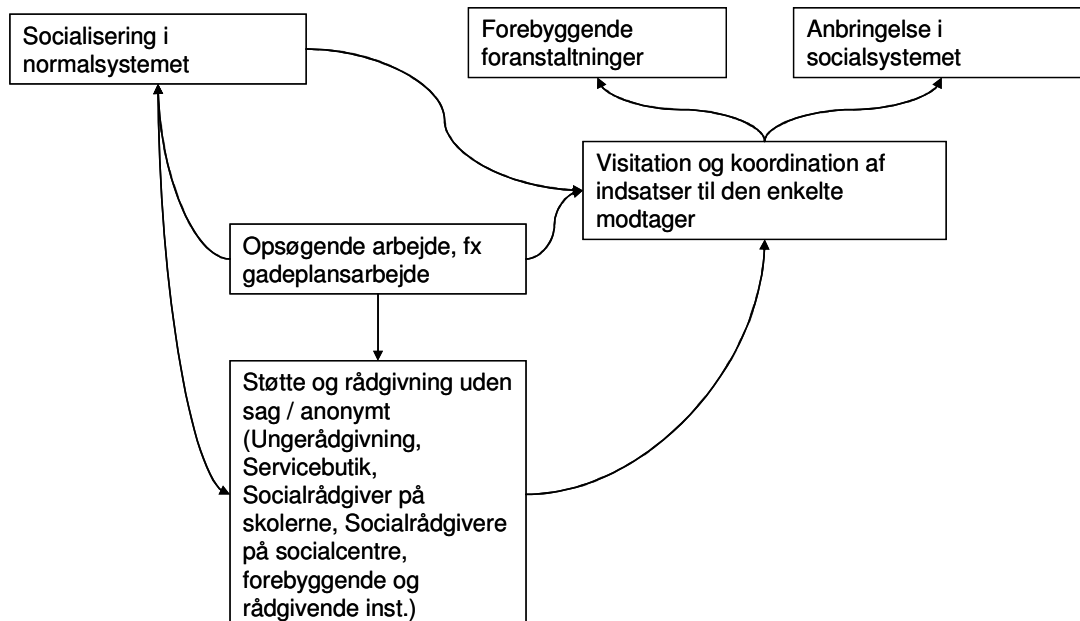 Socialisering i
normalsystemet
Forebyggende
foranstaltninger
Anbringelse i
socialsystemet
Visitation og koordination af
indsatser til den enkelte
modtager
Opsøgende arbejde, fx
gadeplansarbejde
Støtte og rådgivning uden
sag / anonymt
(Ungerådgivning,
Servicebutik,
Socialrådgiver på
skolerne, Socialrådgivere
på socialcentre,
forebyggende og
rådgivende inst.)